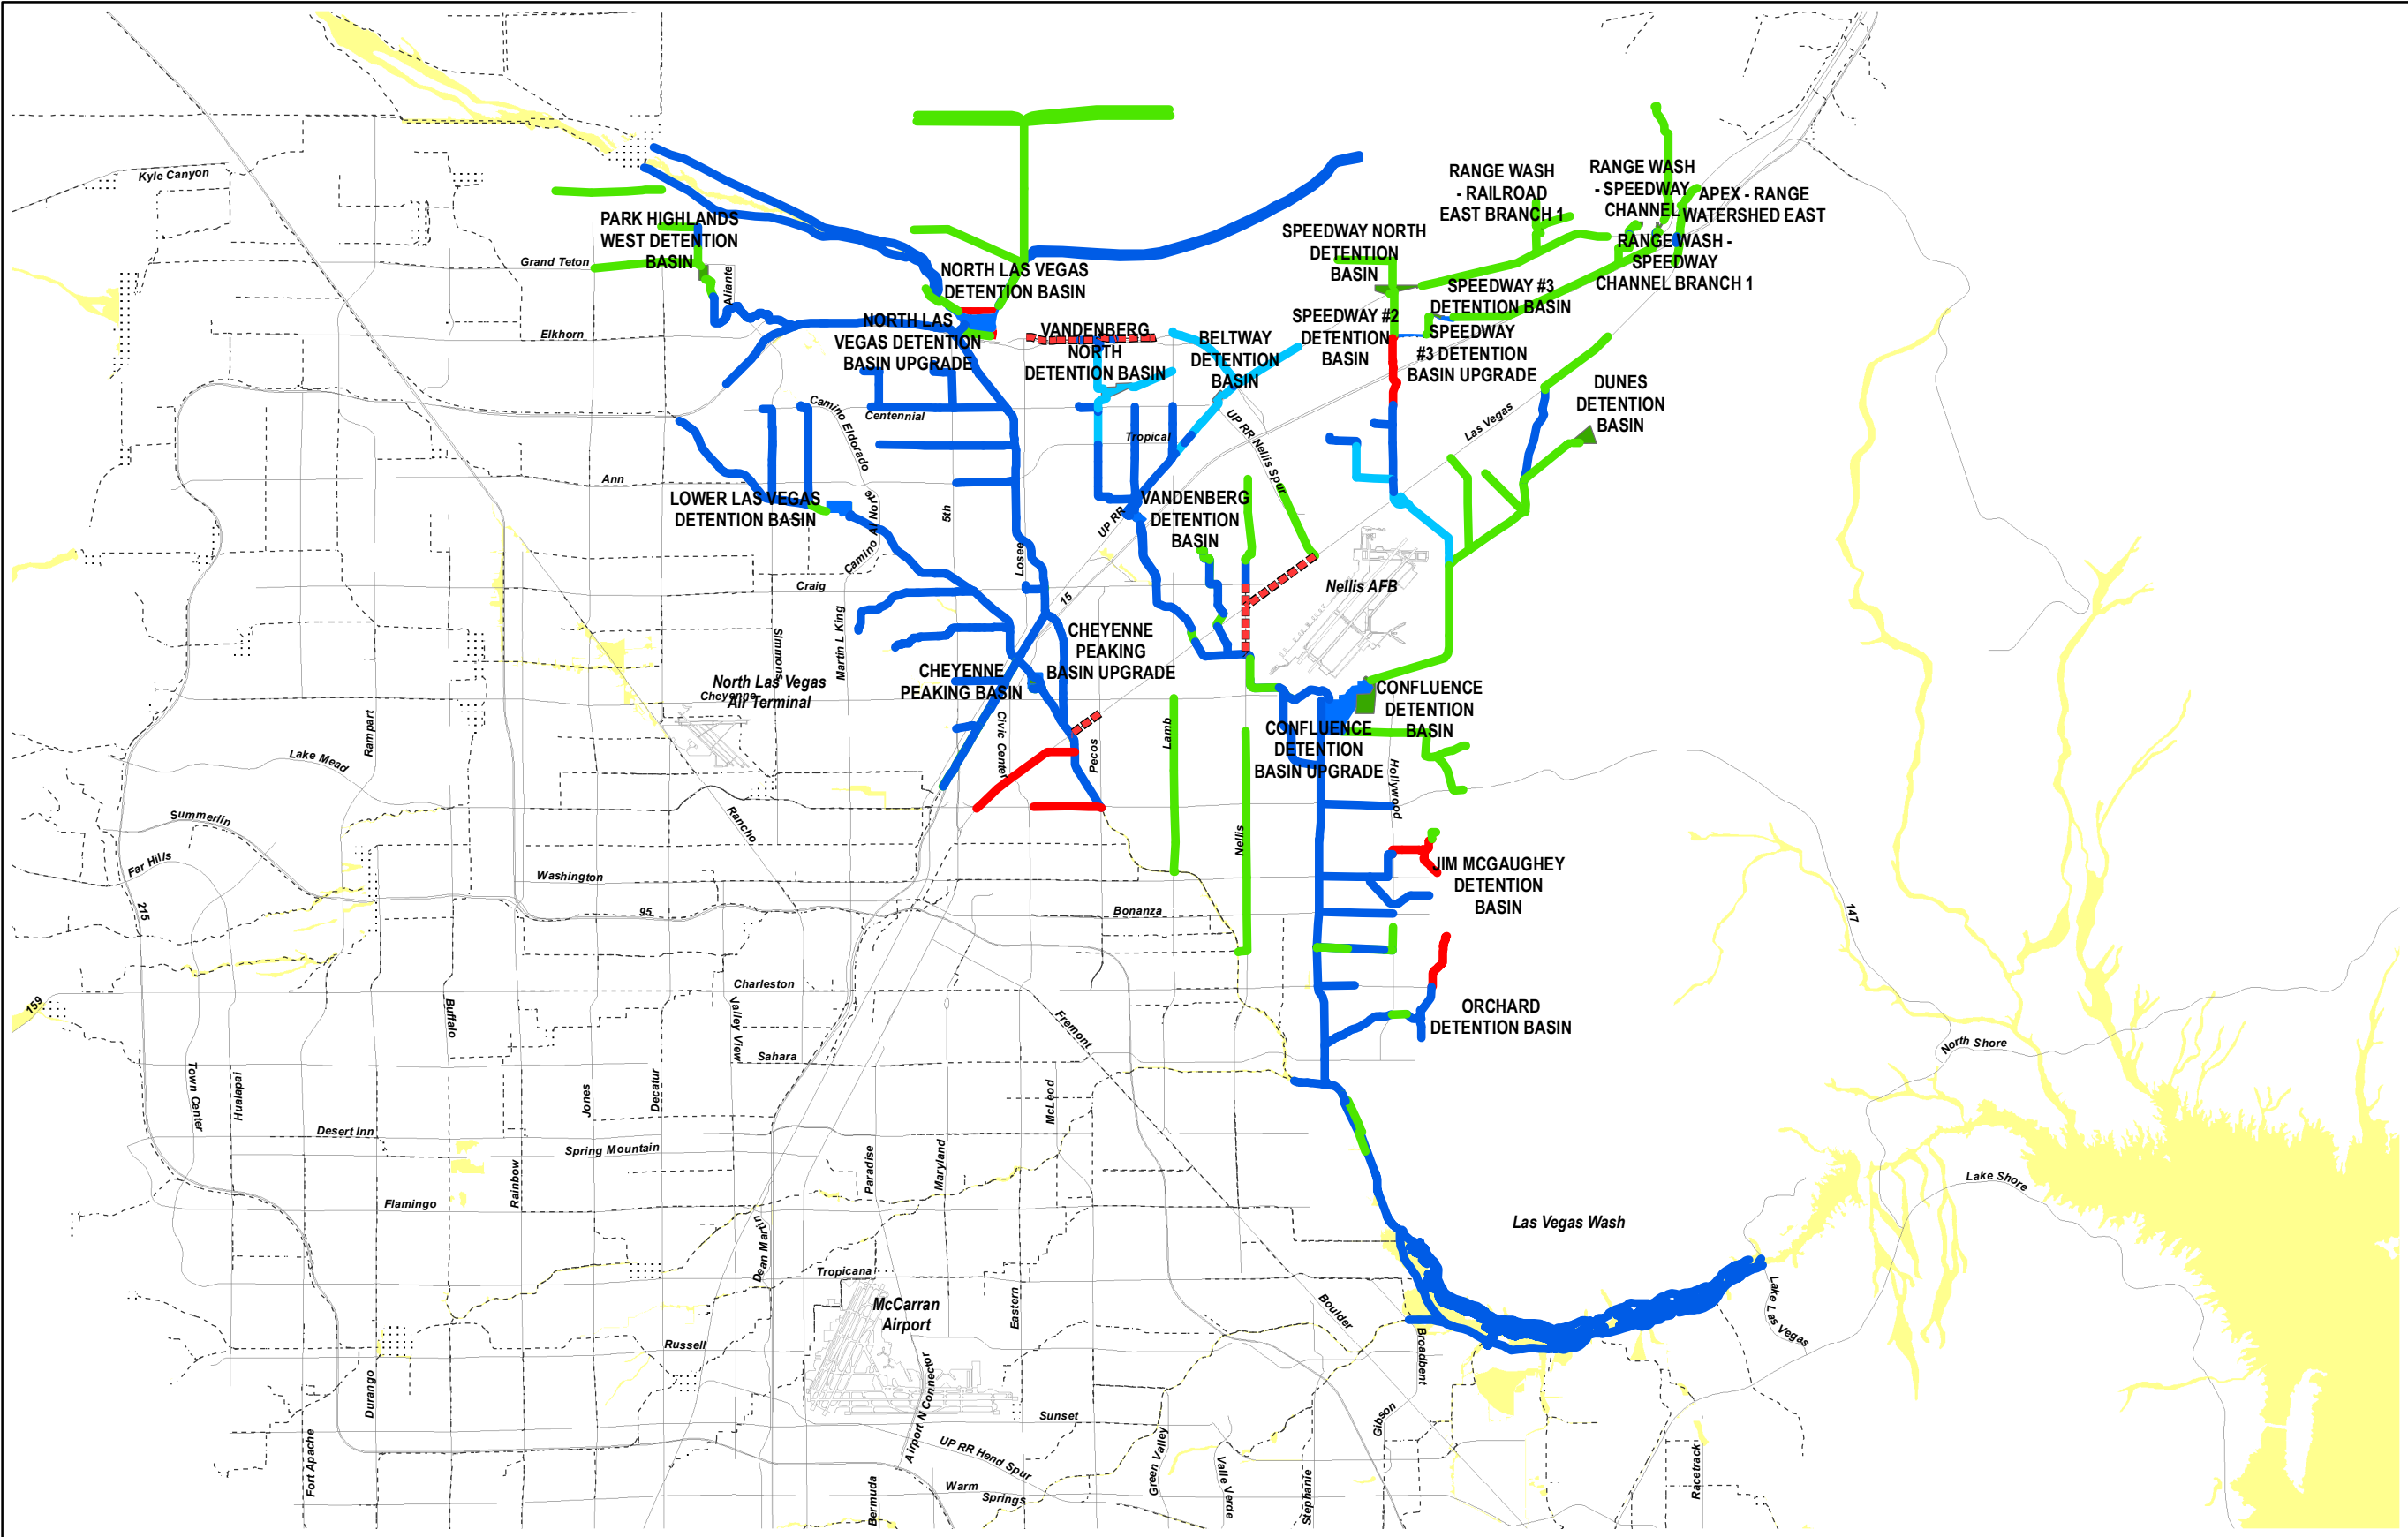 Kyle Canyon
RANGE WASH
- RAILROAD
EAST BRANCH 1
RANGE WASH
- SPEEDWAY
CHANNEL
APEX - RANGE
WATERSHED EAST
PARK HIGHLANDS
WEST DETENTION
BASIN
SPEEDWAY NORTH
DETENTION
BASIN
RANGE WASH -
SPEEDWAY
CHANNEL BRANCH 1
Grand Teton
Aliante
NORTH LAS VEGAS
DETENTION BASIN
SPEEDWAY #3
DETENTION BASIN
Elkhorn
NORTH LAS
VEGAS DETENTION
BASIN UPGRADE
VANDENBERG
NORTH
DETENTION BASIN
BELTWAY
DETENTION
BASIN
SPEEDWAY #2
DETENTION
BASIN
SPEEDWAY
#3 DETENTION
BASIN UPGRADE
DUNES
DETENTION
BASIN
Camino Eldorado
Centennial
Tropical
UP RR Nellis Spur
Las Vegas
Ann
LOWER LAS VEGAS
DETENTION BASIN
Camino Al Norte
5th
Losee
UP RR
VANDENBERG
DETENTION
BASIN
Craig
15
Nellis AFB
Simmons
Martin L King
CHEYENNE
PEAKING
BASIN UPGRADE
CHEYENNE
PEAKING BASIN
North Las Vegas
Air Terminal
Cheyenne
CONFLUENCE
DETENTION
BASIN
Rampart
Civic Center
Pecos
Lamb
CONFLUENCE
DETENTION
BASIN UPGRADE
Hollywood
Lake Mead
Summerlin
Rancho
Nellis
Far Hills
Washington
JIM MCGAUGHEY
DETENTION
BASIN
215
95
Bonanza
147
Charleston
159
Buffalo
Valley View
Fremont
ORCHARD
DETENTION BASIN
Sahara
North Shore
Town Center
Hualapai
Jones
Decatur
McLeod
Desert Inn
Spring Mountain
Rainbow
Paradise
Maryland
Lake Shore
Flamingo
Dean Martin
Las Vegas Wash
Tropicana
McCarran
Airport
Eastern
Boulder
Lake Las Vegas
Russell
Broadbent
Durango
Airport N Connector
Sunset
Gibson
Fort Apache
UP RR Hend Spur
Green Valley
Valle Verde
Stephanie
Racetrack
Bermuda
Warm
Springs